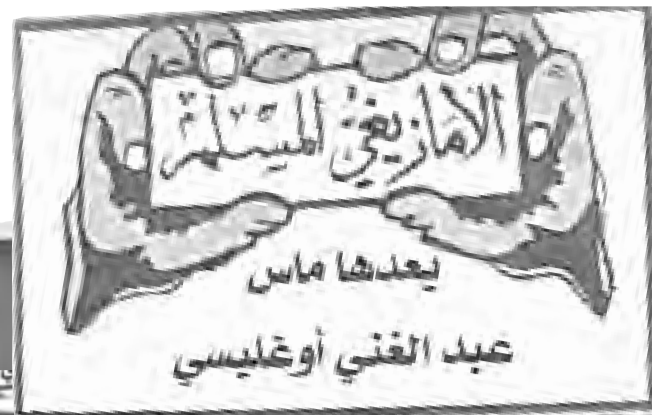 الأمازيغي المسلم
يعدها ماس
عبد الغني أوغليسي